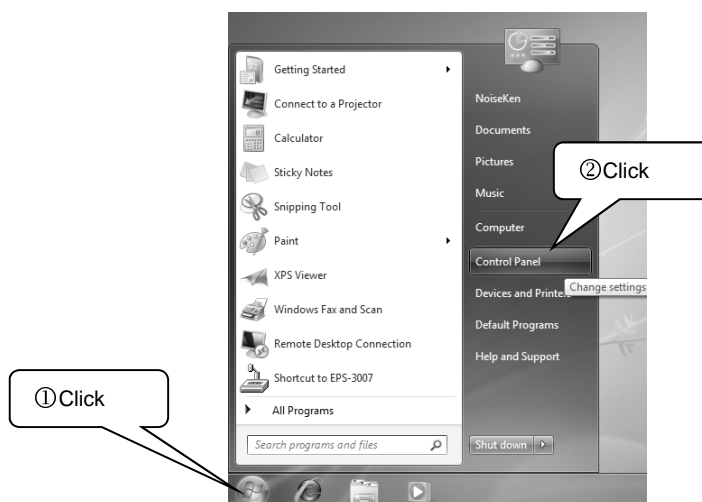 Getting Started
Connect to a Projector
Calculator
Sticky Notes
Snipping Tool
Paint
XPS Viewer
Windows Fax and Scan
Remote Desktop Connection
Shortcut to EPS-3007
All Programs
Search programs and files
NoiseKen
Documents
Pictures
Music
Computer
Control Panel
Devices and Printers
Default Programs
Help and Support
Shut down
Change settings
②Click
①Click